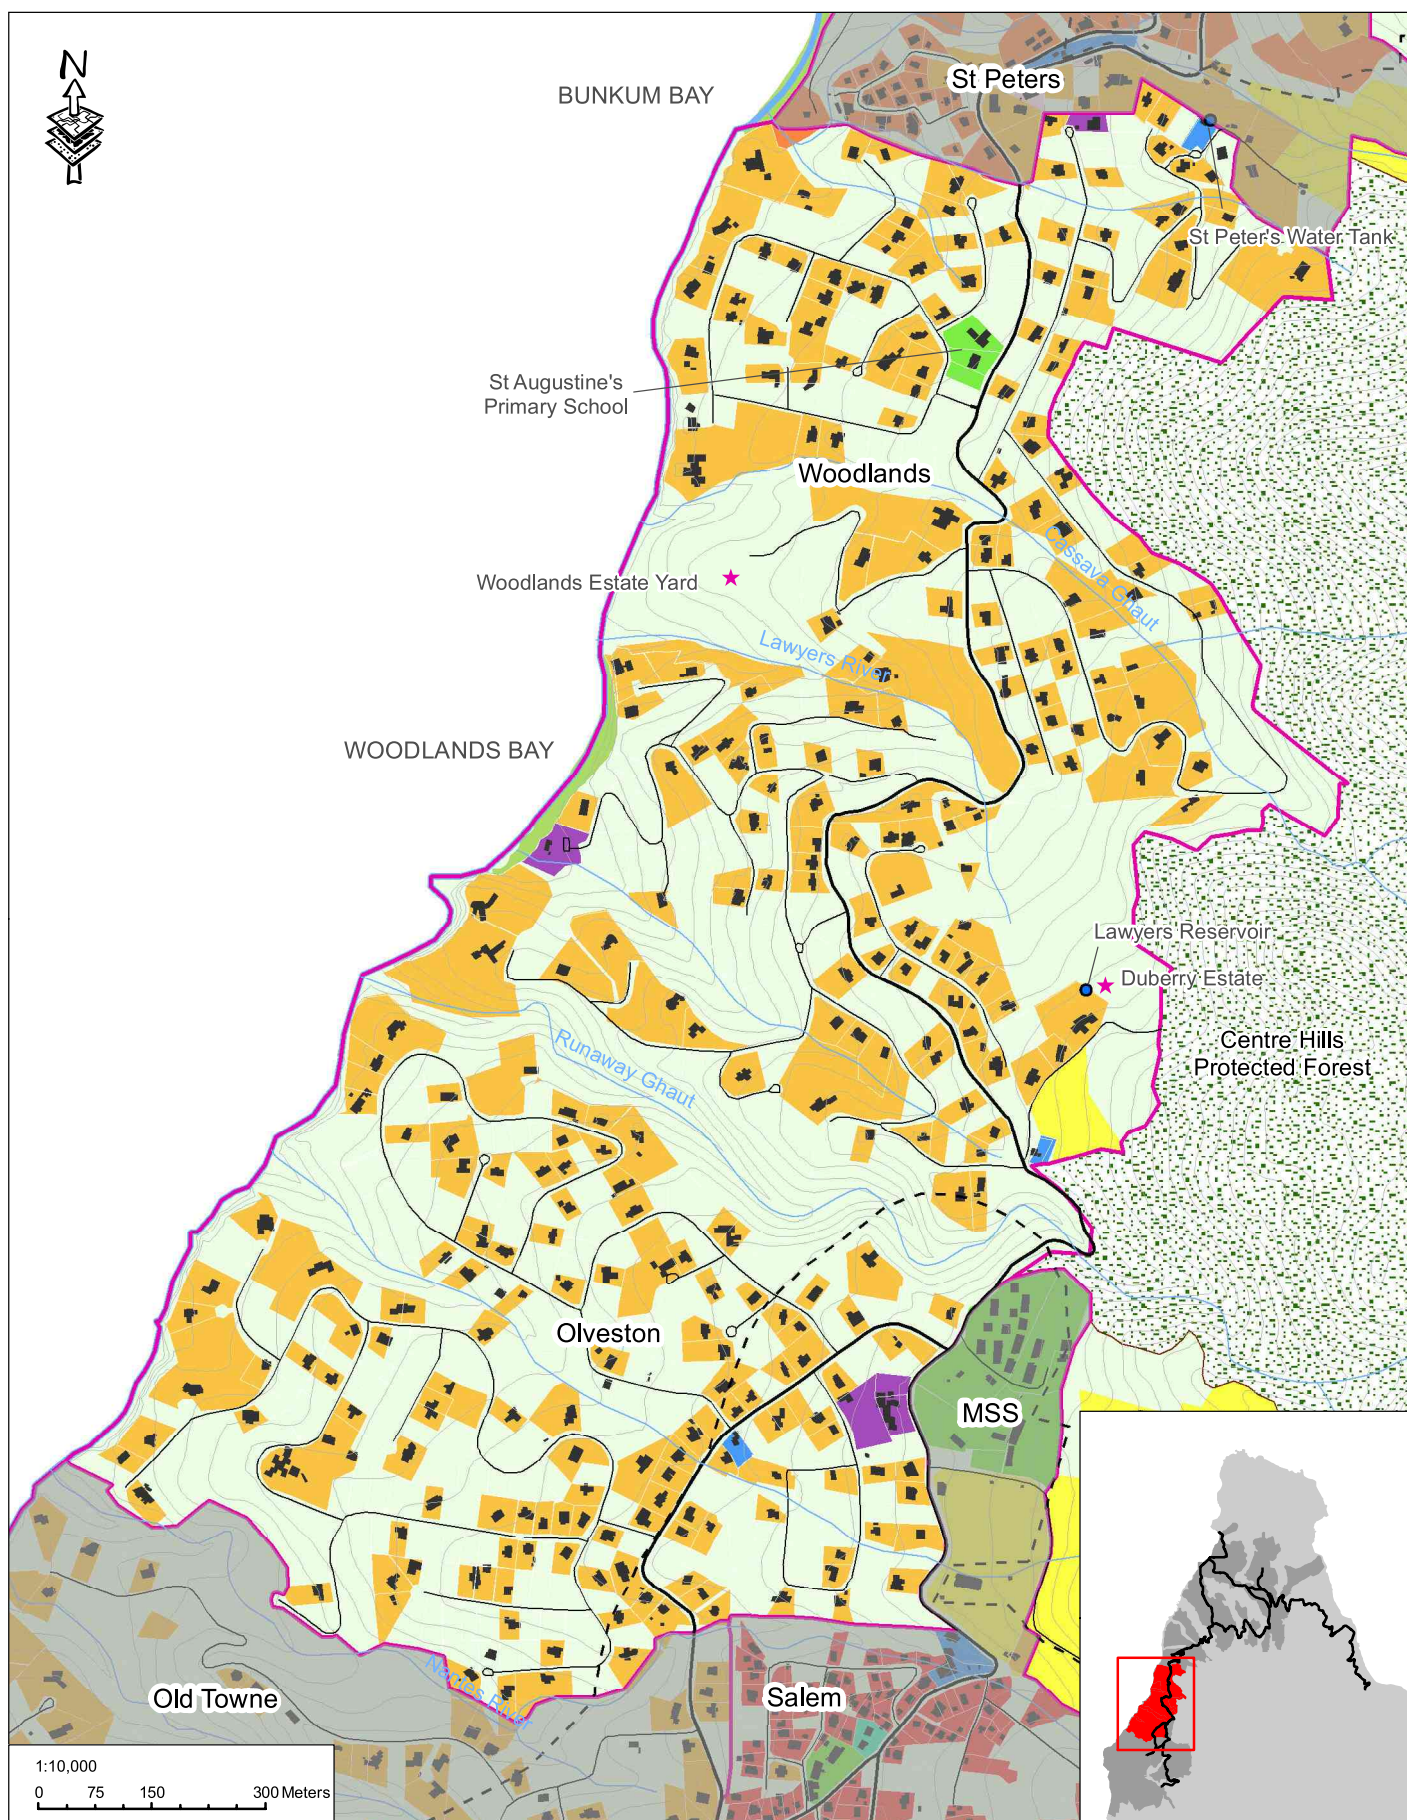 N
BUNKUM BAY
St Peters
St Peter's Water Tank
St Augustine's
Primary School
Woodlands
Cassava Ghaut
Woodlands Estate Yard
Lawyers River
WOODLANDS BAY
Lawyers Reservoir
Duberry Estate
Centre Hills
Protected Forest
Runaway Ghaut
Olveston
MSS
Nantes River
Old Towne
Salem
1:10,000
0 75 150 300 Meters